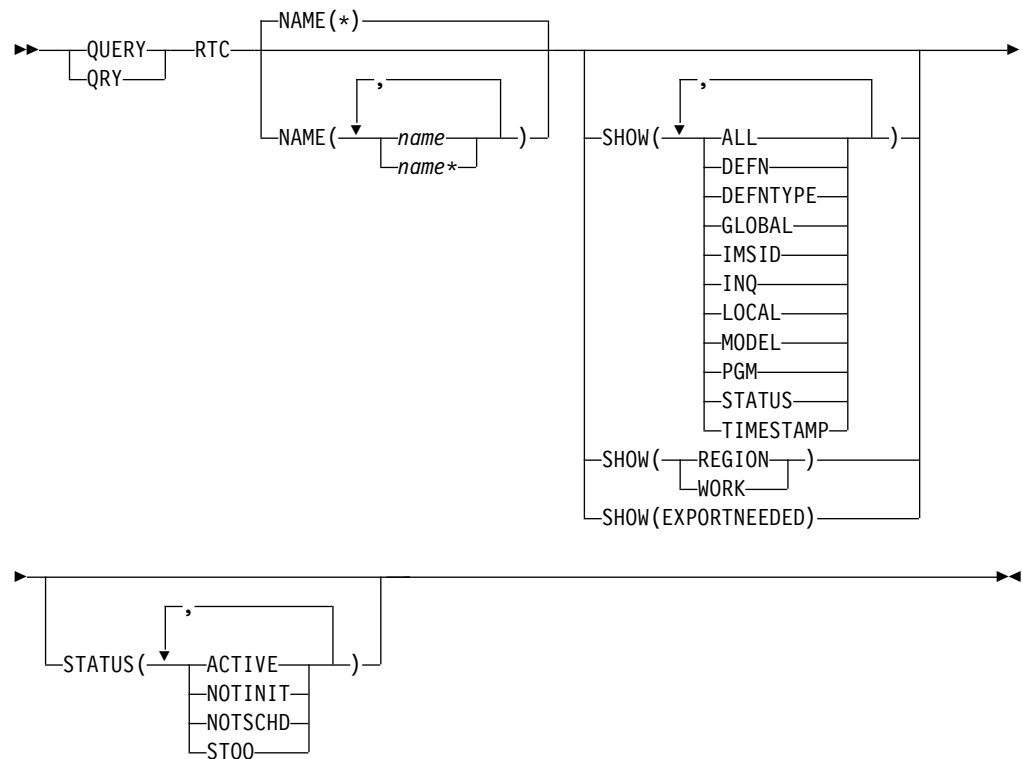 NAME(*)
QUERY RTC
QRY
,
NAME( name )
name*
,
SHOW( ALL )
DEFN
DEFNTYPE
GLOBAL
IMSID
INQ
LOCAL
MODEL
PGM
STATUS
TIMESTAMP
SHOW( REGION )
WORK
SHOW(EXPORTNEEDED)
,
STATUS( ACTIVE )
NOTINIT
NOTSCHD
STOO